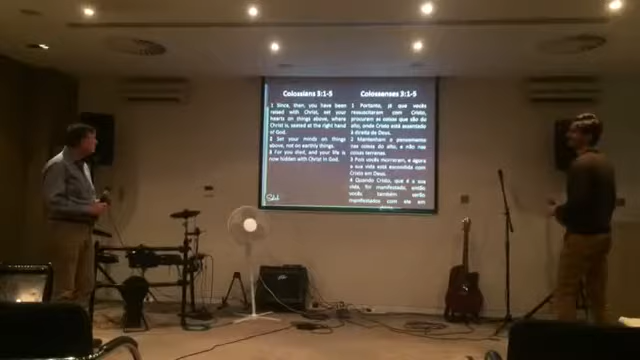 Colossians 3:1-5
1 Since, then, you have been
raised with Christ, set your
hearts on things above, where
Christ is, seated at the right hand
of God.
2 Set your minds on things
above, not on earthly things.
3 For you died, and your life is
now hidden with Christ in God.
Colossenses 3:1-5
1 Portanto, já que vocês
ressuscitaram com Cristo,
procurem as coisas que são do
alto, onde Cristo está assentado
à direita de Deus.
2 Mantenham o pensamento
nas coisas do alto, e não nas
coisas terrenas.
3 Pois vocês morreram, e agora
a sua vida está escondida com
Cristo em Deus.
4 Quando Cristo, que é a sua
vida, for manifestado, então
vocês também serão
manifestados com ele em